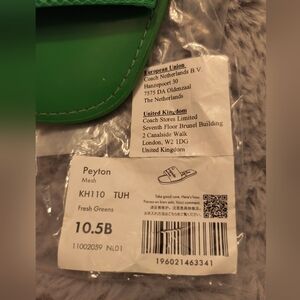 European Union
Coach Netherlands B.V.
Hanzepoort 30
7575 DA Oldenzaal
The Netherlands
United Kingdom
Coach Stores Limited
Seventh Floor Brunel Building
2 Canalside Walk
London, W2 1DG
United Kingdom
Peyton
Mesh
KH110 TUH
Fresh Greens
10.5B
11002059 NL01
Take good care. Here's how.
196021463341